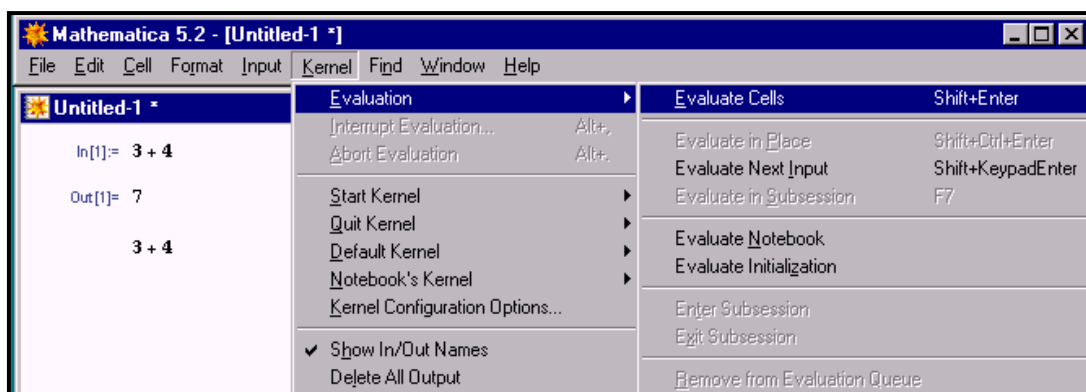 Mathematica 5.2 - [Untitled-1 *]
File Edit Cell Format Input Kernel Find Window Help
Untitled-1 *
In[1]:= 3 + 4
Out[1]= 7
3 + 4
Evaluation
Interrupt Evaluation... Alt+,
Abort Evaluation Alt+.
Start Kernel
Quit Kernel
Default Kernel
Notebook's Kernel
Kernel Configuration Options...
Show In/Out Names
Delete All Output
Evaluate Cells Shift+Enter
Evaluate in Place Shift+Ctrl+Enter
Evaluate Next Input Shift+KeypadEnter
Evaluate in Subsession F7
Evaluate Notebook
Evaluate Initialization
Enter Subsession
Exit Subsession
Remove from Evaluation Queue